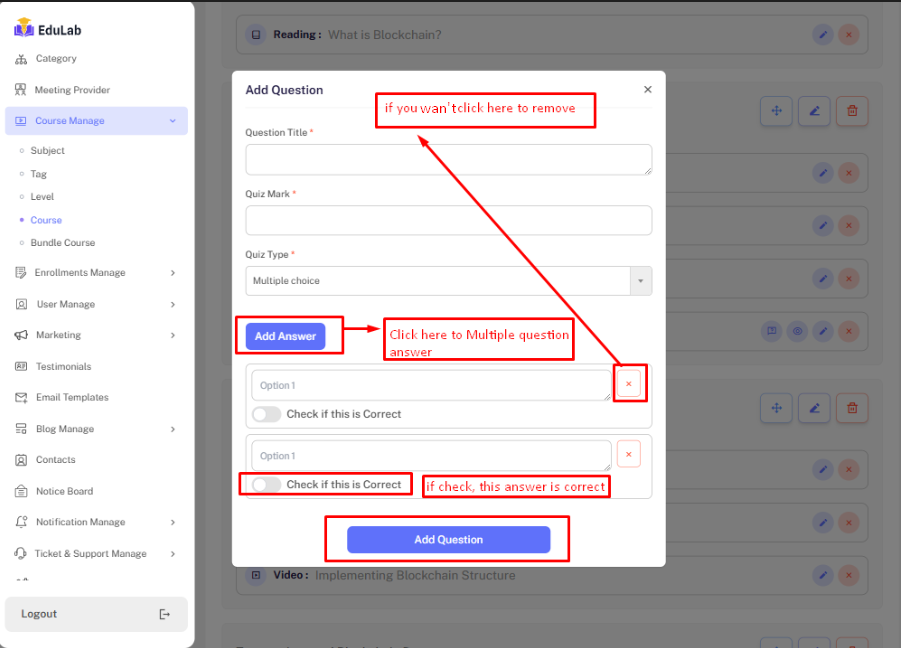 EduLab
Category
Meeting Provider
Course Manage
Subject
Tag
Level
Course
Bundle Course
Enrollments Manage
User Manage
Marketing
Testimonials
Email Templates
Blog Manage
Contacts
Notice Board
Notification Manage
Ticket & Support Manage
Logout
Reading : What is Blockchain?
Add Question
if you wan't click here to remove
Question Title *
Quiz Mark *
Quiz Type *
Multiple choice
Add Answer
Click here to Multiple question
answer
Option 1
Check if this is Correct
Option 1
Check if this is Correct
if check, this answer is correct
Add Question
Video : Implementing Blockchain Structure